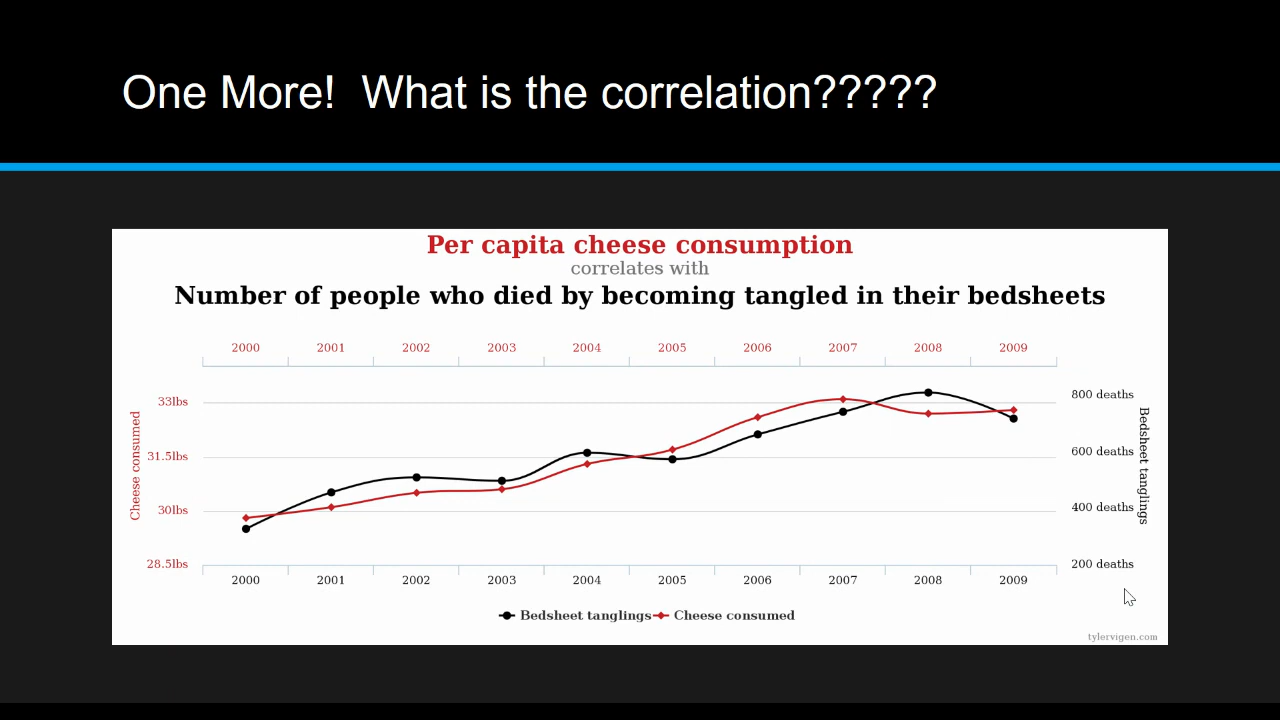 One More!  What is the correlation?????
Per capita cheese consumption
correlates with
Number of people who died by becoming tangled in their bedsheets
2000 2001 2002 2003 2004 2005 2006 2007 2008 2009
33lbs
800 deaths
31.5lbs
600 deaths
30lbs
400 deaths
28.5lbs
200 deaths
Cheese consumed
Bedsheet tanglings
2000 2001 2002 2003 2004 2005 2006 2007 2008 2009
Bedsheet tanglings Cheese consumed
tylervigen.com